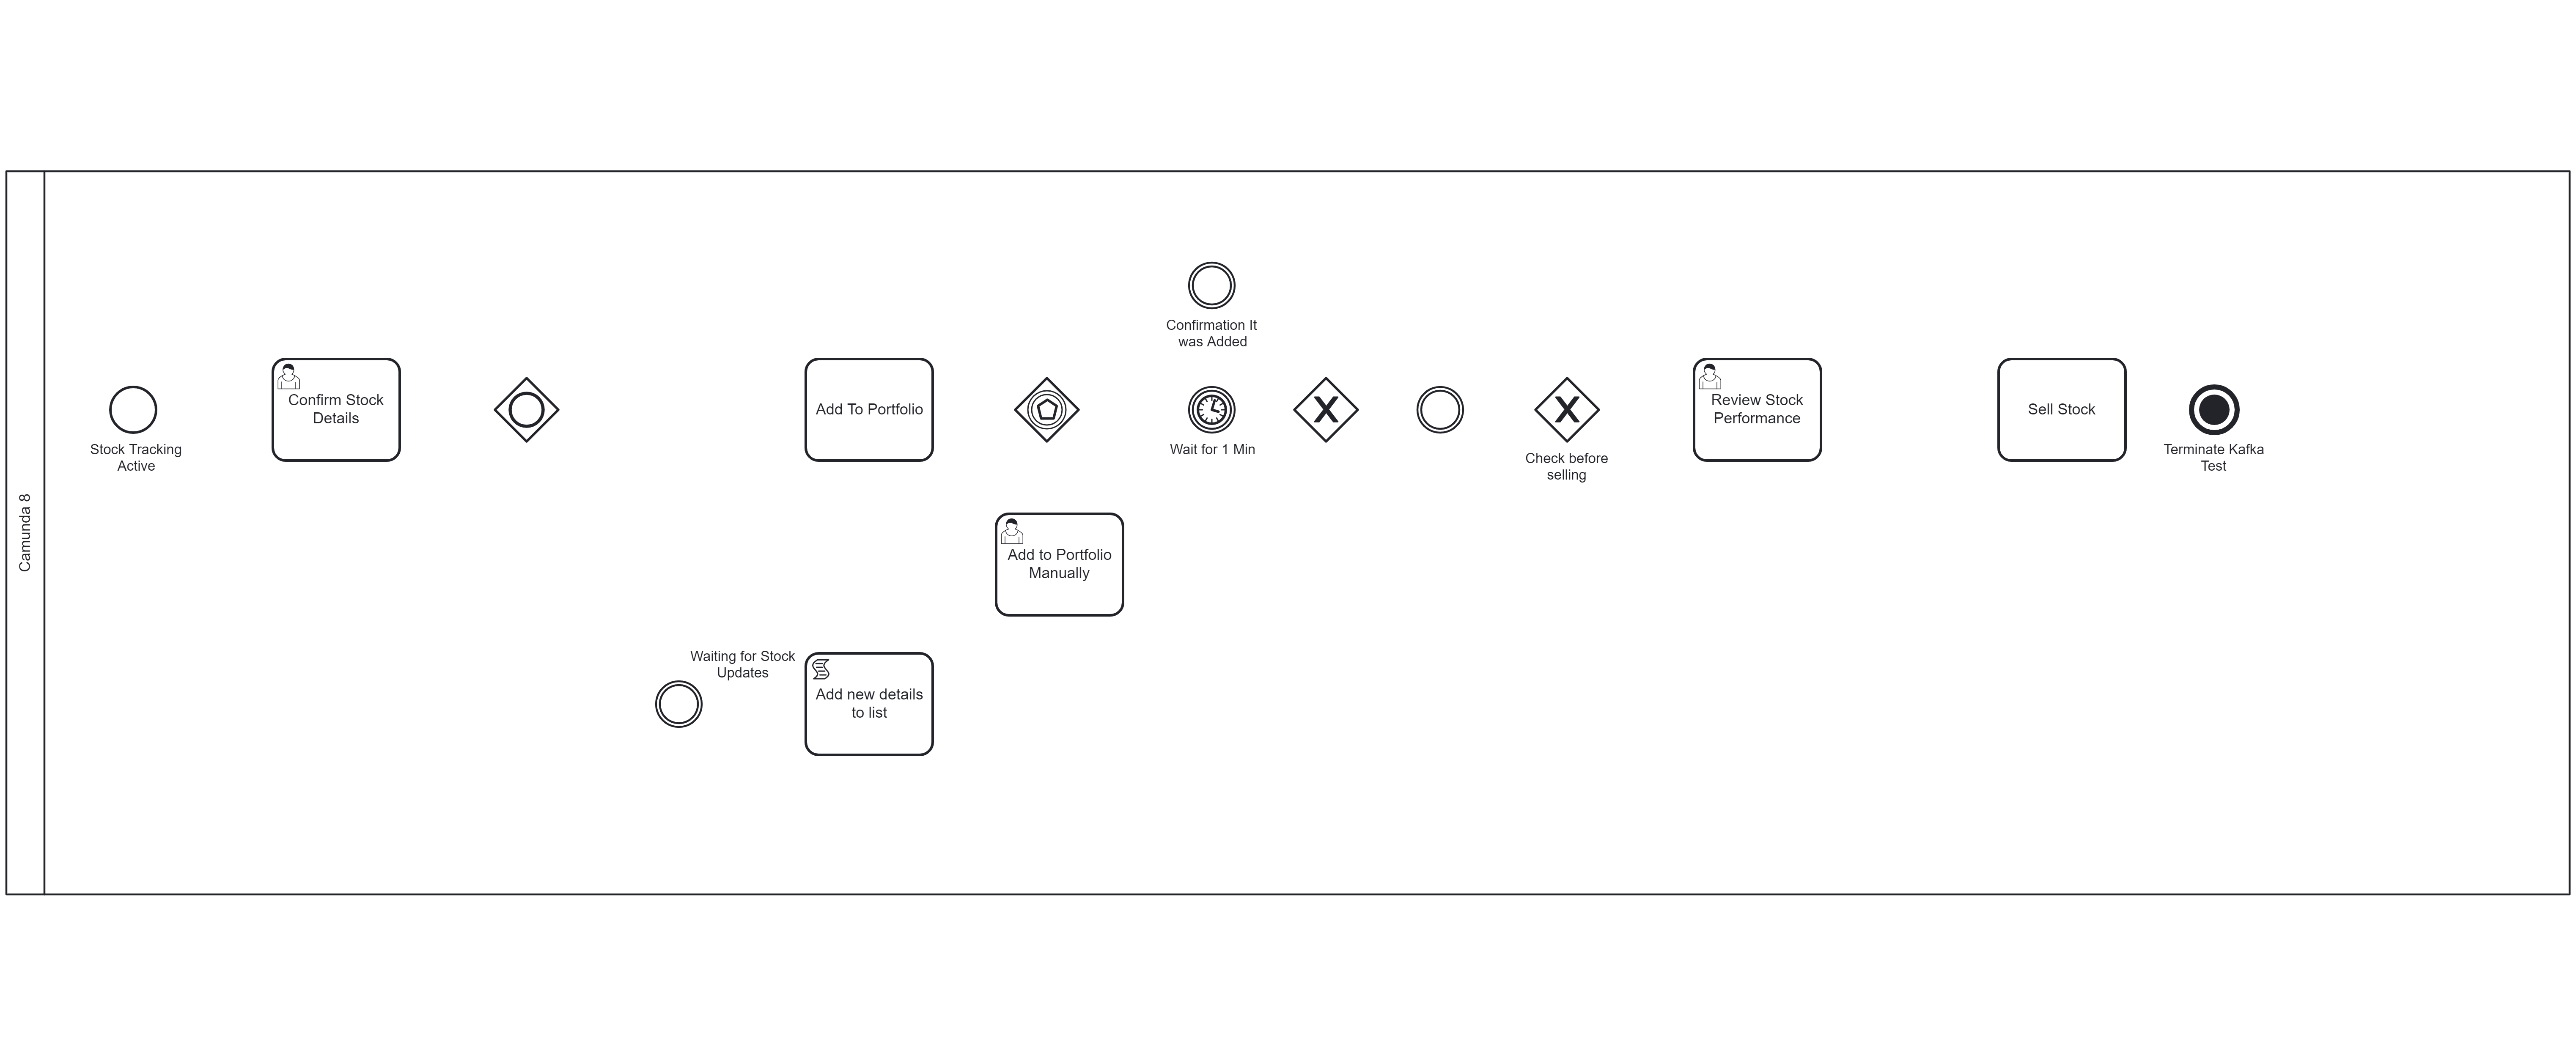 Camunda 8
Stock Tracking
Active
Confirm Stock
Details
Add To Portfolio
Confirmation It
was Added
Wait for 1 Min
Check before
selling
Review Stock
Performance
Sell Stock
Terminate Kafka
Test
Add to Portfolio
Manually
Waiting for Stock
Updates
Add new details
to list